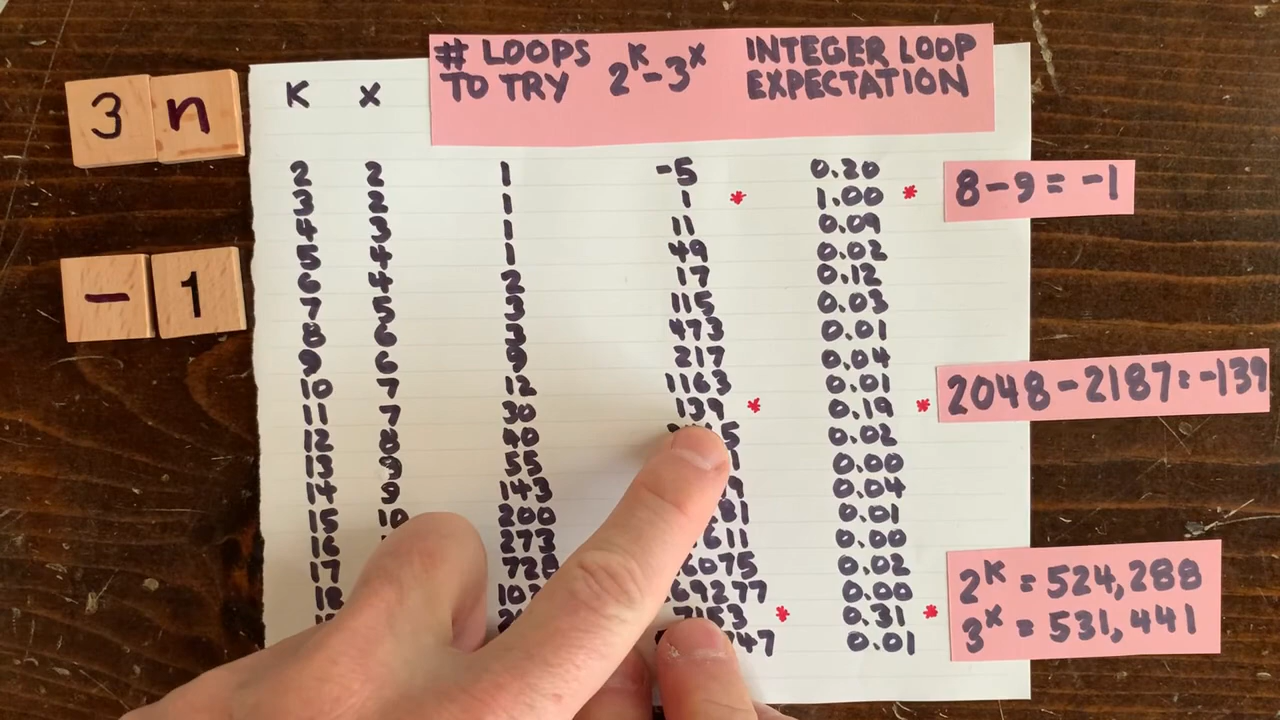 3 n
- 1
# LOOPS TO TRY 2^K-3^X INTEGER LOOP EXPECTATION
K X
2 2 1 -5 0.20
3 2 1 1 * 1.00 *
4 3 1 11 0.09
5 4 1 49 0.02
6 4 2 17 0.12
7 5 3 115 0.03
8 6 3 473 0.01
9 6 9 217 0.04
10 7 12 1163 0.01
11 7 30 139 * 0.19 *
12 8 40 0.02
13 9 55 0.00
14 9 143 0.04
15 10 200 0.01
16 273 0.00
17 728 0.02
18 0.00
0.31 *
0.01
8-9= -1
2048-2187=-139
2^K = 524,288
3^X = 531,441